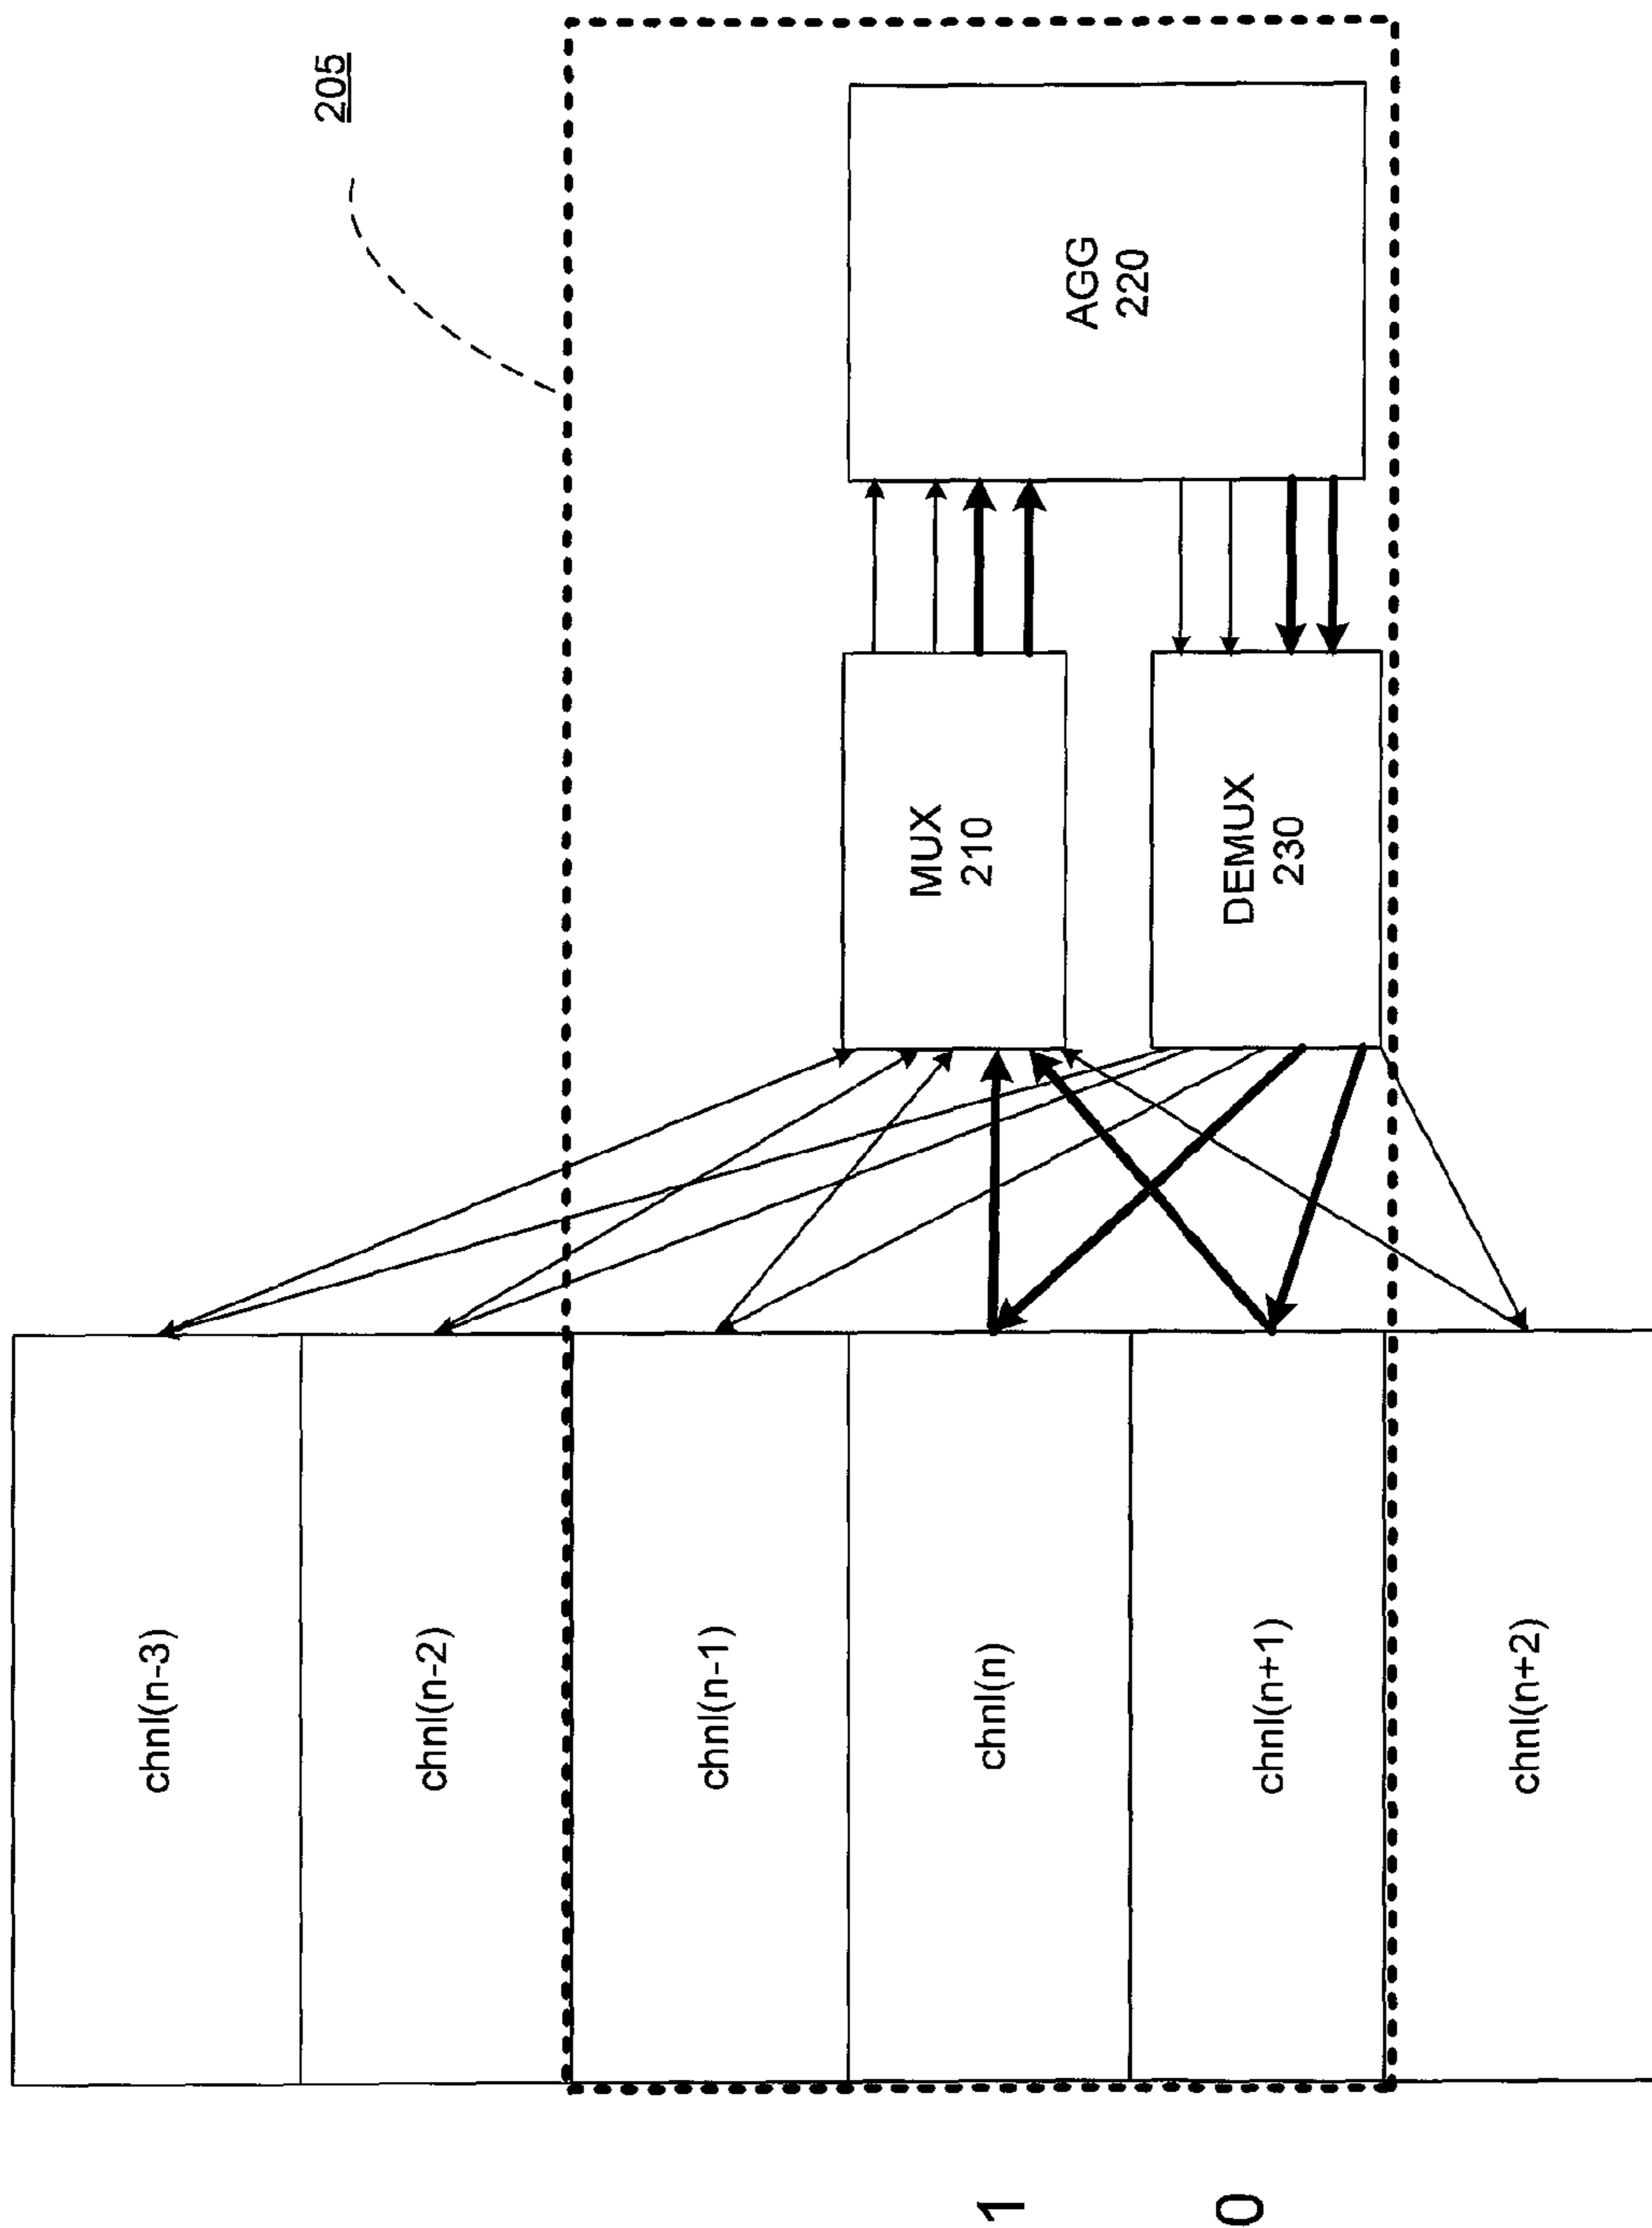 205
chnl(n-3)
chnl(n-2)
chnl(n-1)
chnl(n)
chnl(n+1)
chnl(n+2)
MUX
210
DEMUX
230
AGG
220
1
0